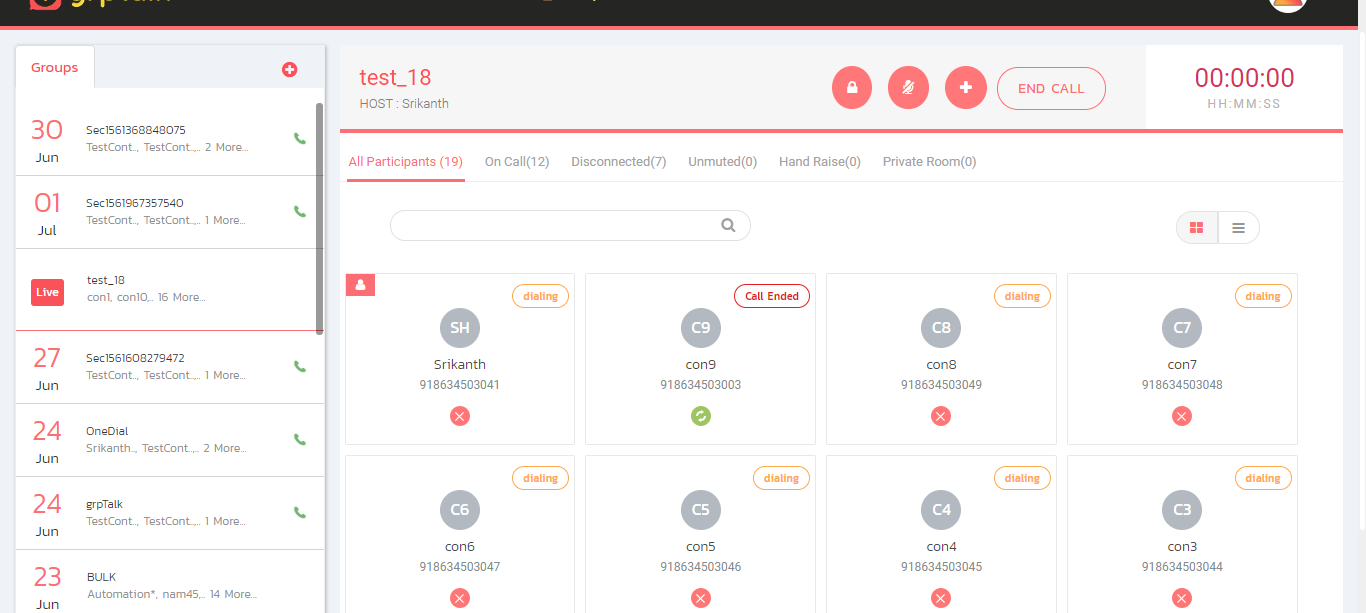 grpTalk
Groups
30
Jun
Sec1561368848075
TestCont.., TestCont..,.. 2 More...
01
Jul
Sec1561967357540
TestCont.., TestCont..,.. 1 More...
Live
test_18
con1, con10,.. 16 More...
27
Jun
Sec1561608279472
TestCont.., TestCont..,.. 1 More...
24
Jun
OneDial
Srikanth.., TestCont..,.. 2 More...
24
Jun
grpTalk
TestCont.., TestCont..,.. 1 More...
23
Jun
BULK
Automation*, nam45,.. 14 More...
test_18
HOST : Srikanth
END CALL
00:00:00
HH:MM:SS
All Participants (19) On Call(12) Disconnected(7) Unmuted(0) Hand Raise(0) Private Room(0)
dialing
SH
Srikanth
918634503041
Call Ended
C9
con9
918634503003
dialing
C8
con8
918634503049
dialing
C7
con7
918634503048
dialing
C6
con6
918634503047
dialing
C5
con5
918634503046
dialing
C4
con4
918634503045
dialing
C3
con3
918634503044